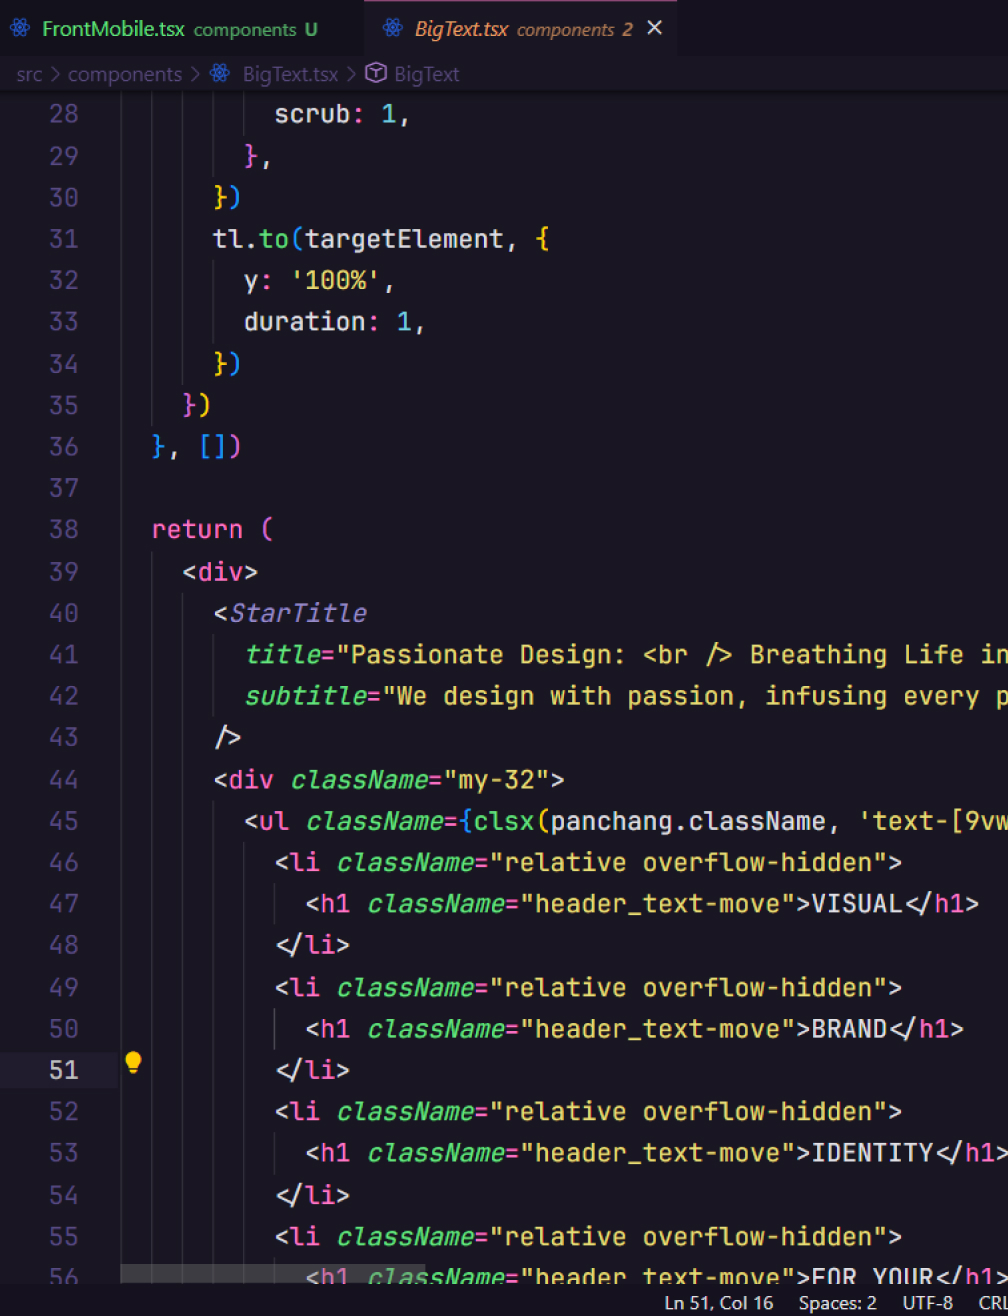 FrontMobile.tsx components U BigText.tsx components 2 ×
src > components > BigText.tsx > BigText
28 scrub: 1,
29 },
30 })
31 tl.to(targetElement, {
32 y: '100%',
33 duration: 1,
34 })
35 })
36 }, [])
37
38 return (
39 <div>
40 <StarTitle
41 title="Passionate Design: <br /> Breathing Life in
42 subtitle="We design with passion, infusing every p
43 />
44 <div className="my-32">
45 <ul className={clsx(panchang.className, 'text-[9vw
46 <li className="relative overflow-hidden">
47 <h1 className="header_text-move">VISUAL</h1>
48 </li>
49 <li className="relative overflow-hidden">
50 <h1 className="header_text-move">BRAND</h1>
51 </li>
52 <li className="relative overflow-hidden">
53 <h1 className="header_text-move">IDENTITY</h1>
54 </li>
55 <li className="relative overflow-hidden">
56 <h1 className="header_text-move">FOR YOUR</h1>
Ln 51, Col 16 Spaces: 2 UTF-8 CRL